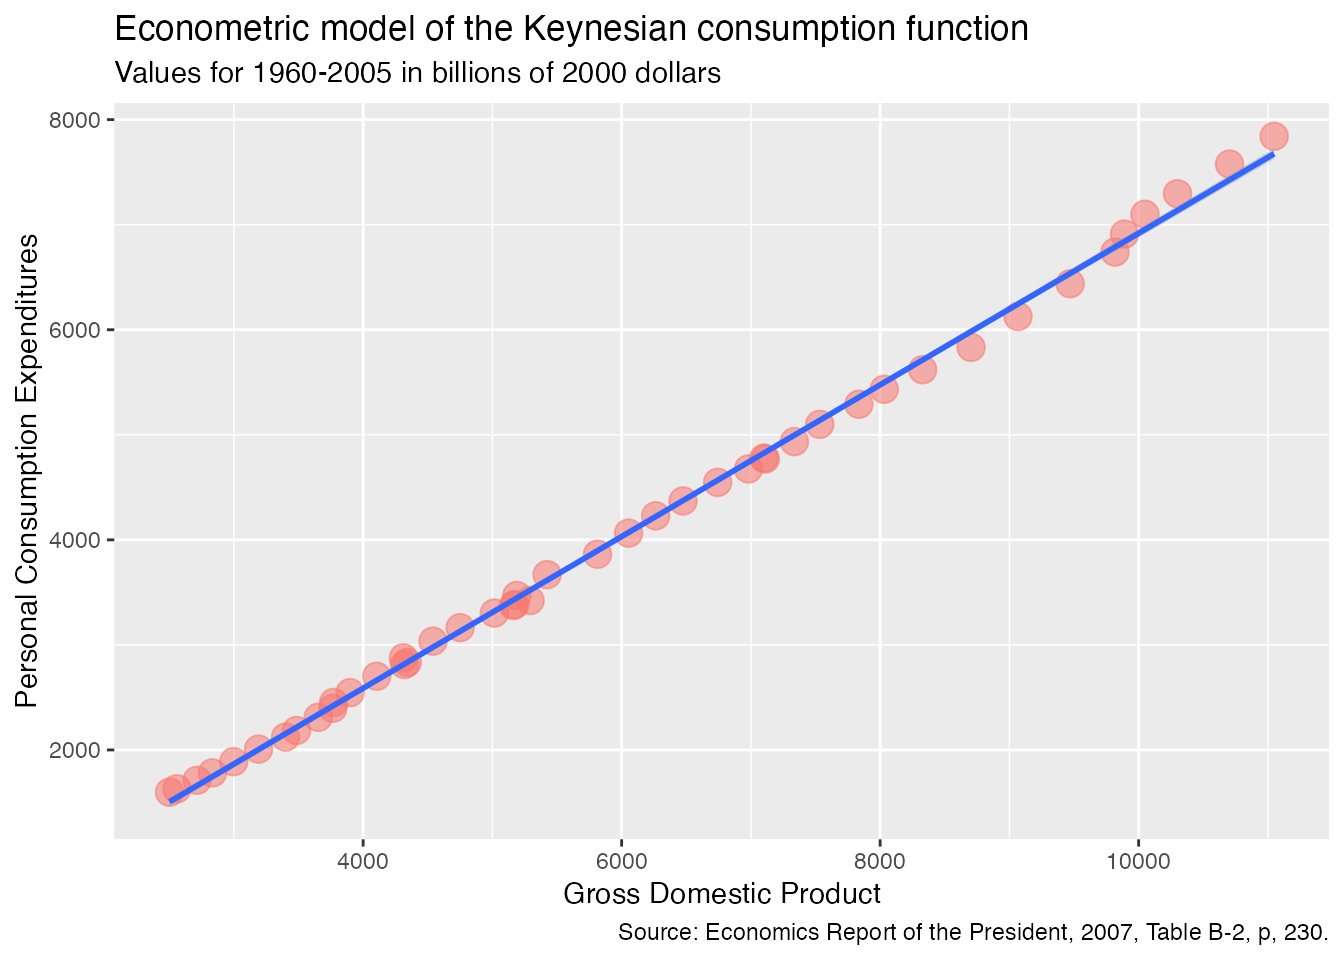 Econometric model of the Keynesian consumption function
Values for 1960-2005 in billions of 2000 dollars
8000
6000
4000
2000
Personal Consumption Expenditures
4000 6000 8000 10000
Gross Domestic Product
Source: Economics Report of the President, 2007, Table B-2, p, 230.